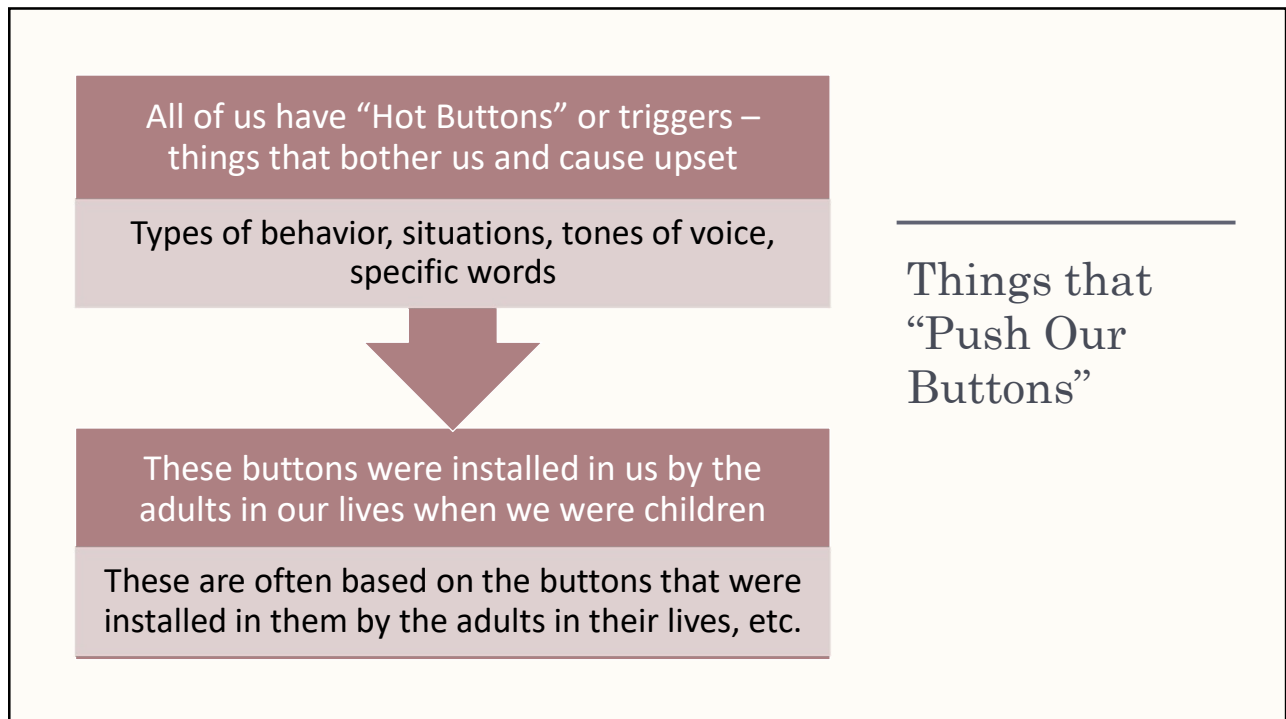 All of us have “Hot Buttons” or triggers –
things that bother us and cause upset
Types of behavior, situations, tones of voice,
specific words
These buttons were installed in us by the
adults in our lives when we were children
These are often based on the buttons that were
installed in them by the adults in their lives, etc.
Things that
“Push Our
Buttons”